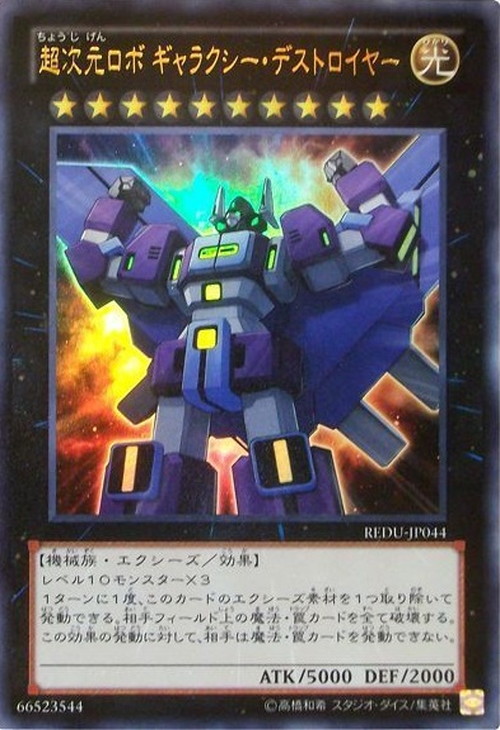 ちょうじげん
超次元ロボ ギャラクシー・デストロイヤー
ヒカリ
光
REDU-JP044
【機械族・エクシーズ/効果】
レベル10モンスター×3
1ターンに1度、このカードのエクシーズ素材を1つ取り除いて
発動できる。相手フィールド上の魔法・罠カードを全て破壊する。
この効果の発動に対して、相手は魔法・罠カードを発動できない。
ATK/5000 DEF/2000
66523544
©高橋和希 スタジオ・ダイス/集英社